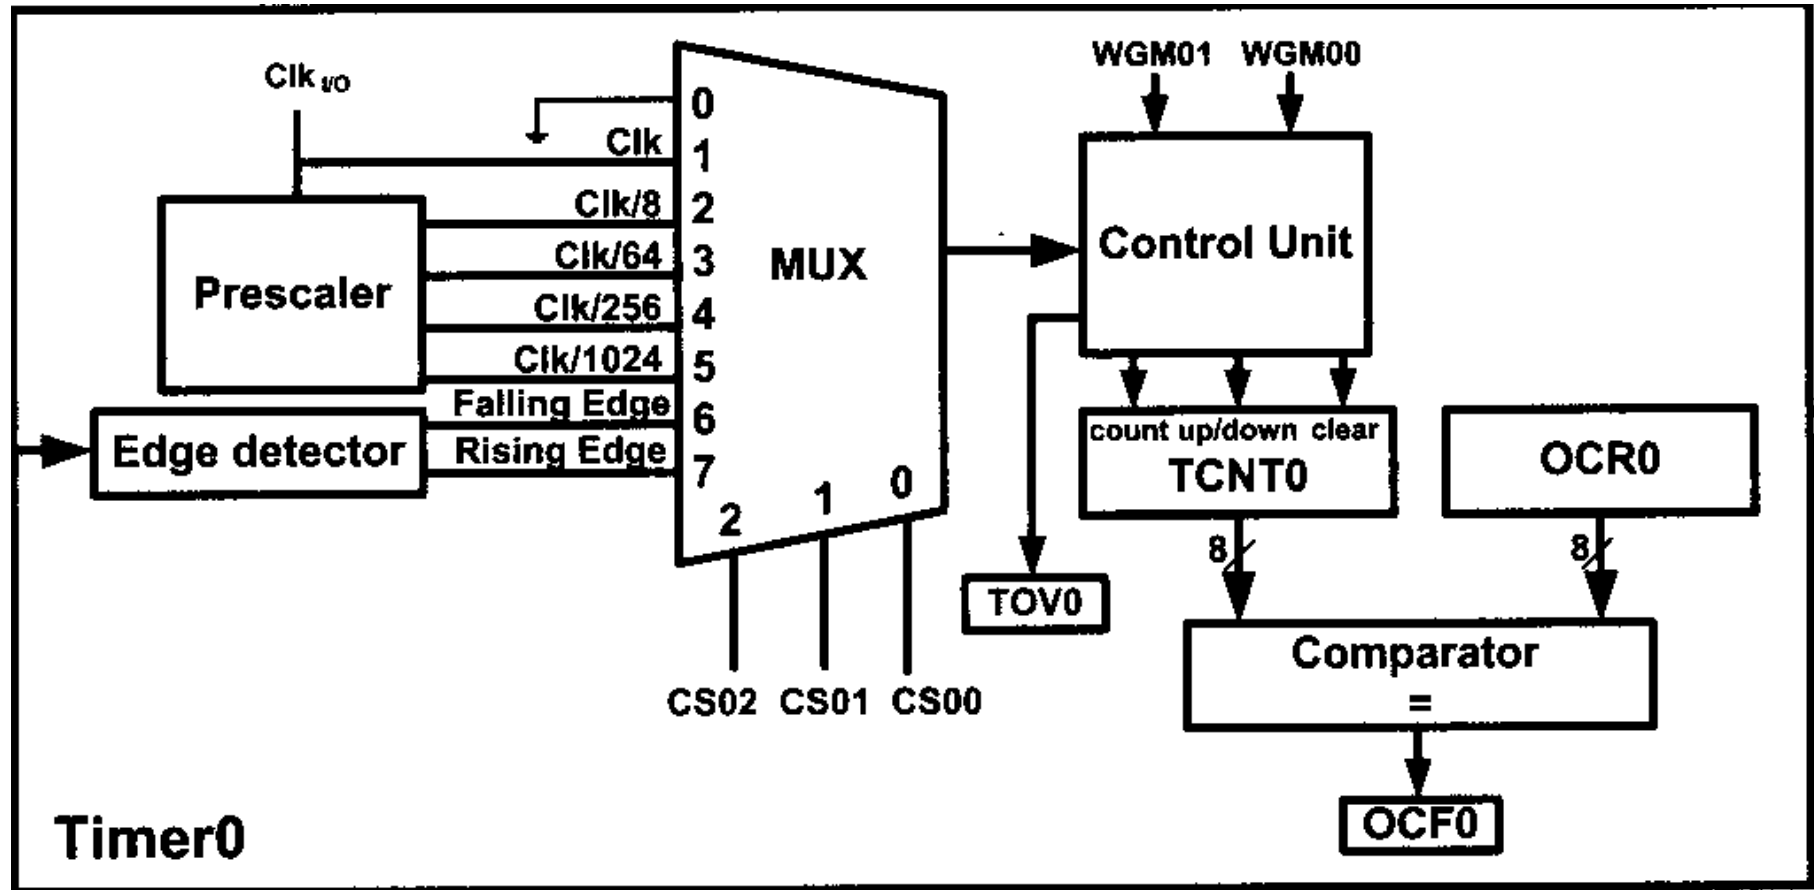 Clk I/O
0
Clk
1
Clk/8
2
Clk/64
3
Clk/256
4
Clk/1024
5
Falling Edge
6
Rising Edge
7
2
1
0
MUX
Prescaler
Edge detector
CS02 CS01 CS00
WGM01 WGM00
Control Unit
count up/down clear
TCNT0
OCR0
8
8
TOV0
Comparator
=
OCF0
Timer0